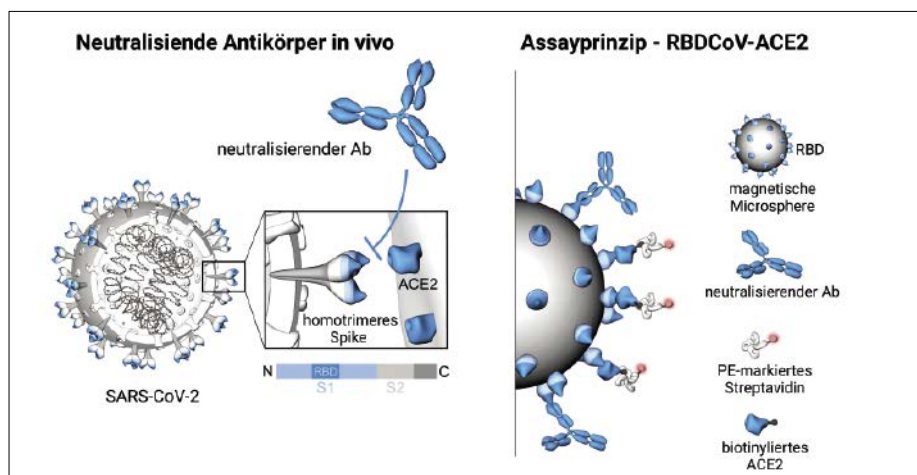 Neutralisiende Antikörper in vivo
neutralisierender Ab
ACE2
homotrimeres
Spike
N RBD C
S1 S2
SARS-CoV-2
Assayprinzip - RBDCoV-ACE2
RBD
magnetische
Microsphere
neutralisierender Ab
PE-markiertes
Streptavidin
biotinyliertes
ACE2